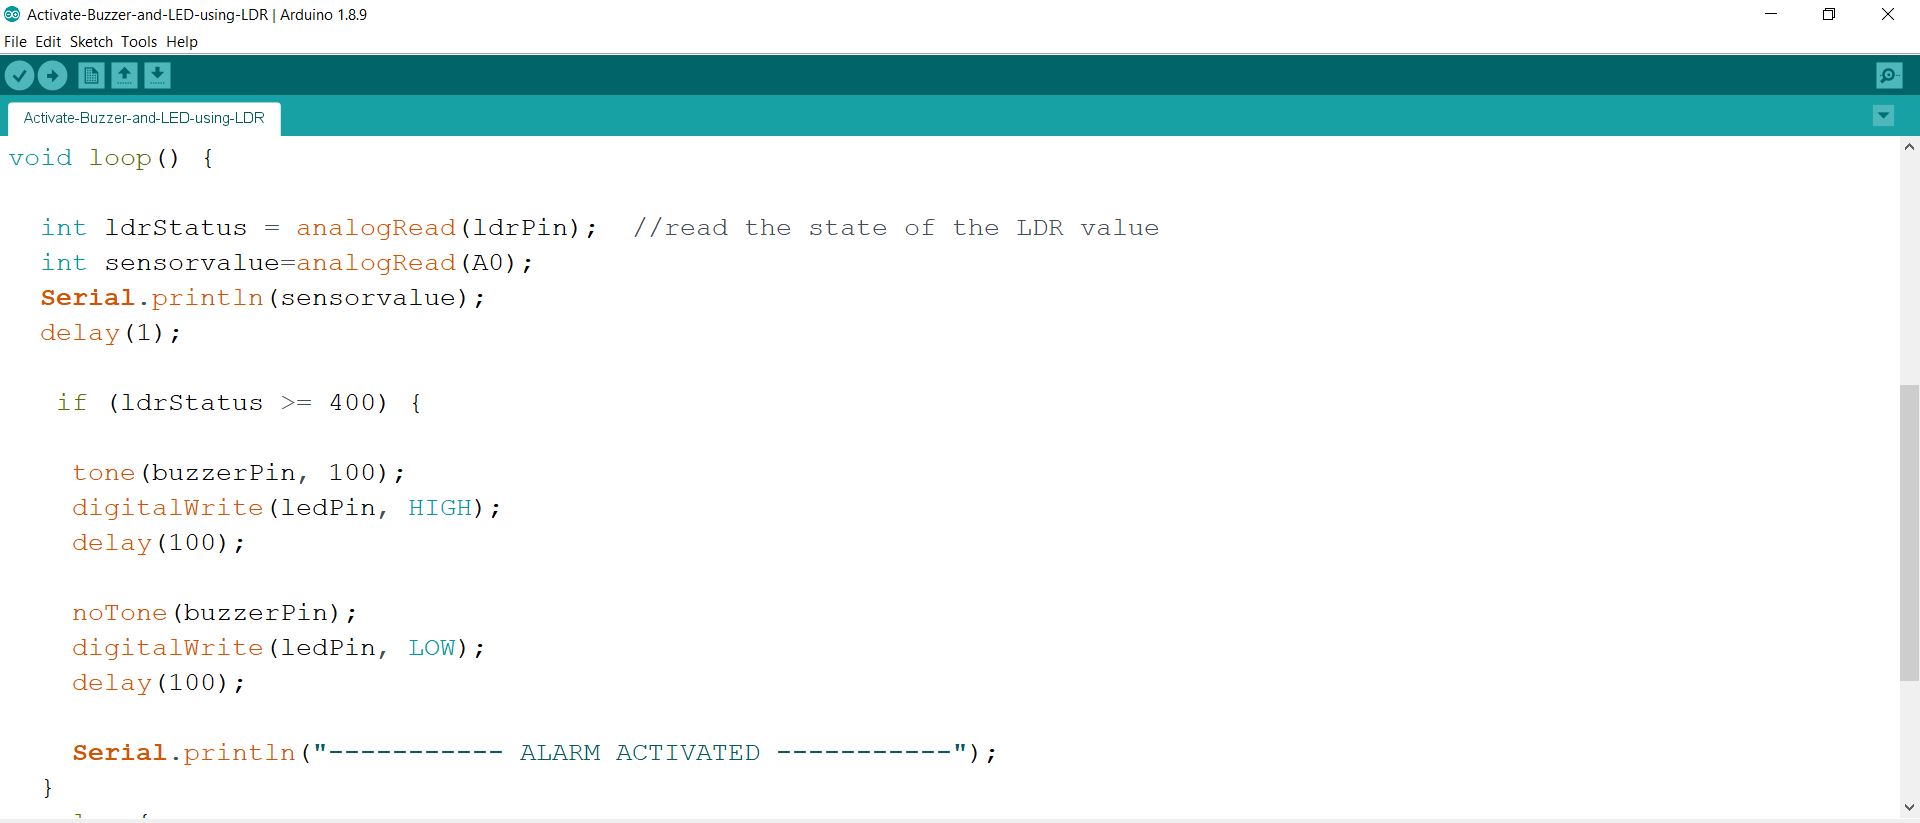 Activate-Buzzer-and-LED-using-LDR | Arduino 1.8.9
File Edit Sketch Tools Help
Activate-Buzzer-and-LED-using-LDR
void loop() {
int ldrStatus = analogRead(ldrPin);  //read the state of the LDR value
int sensorvalue=analogRead(A0);
Serial.println(sensorvalue);
delay(1);
if (ldrStatus >= 400) {
tone(buzzerPin, 100);
digitalWrite(ledPin, HIGH);
delay(100);
noTone(buzzerPin);
digitalWrite(ledPin, LOW);
delay(100);
Serial.println("----------- ALARM ACTIVATED -----------");
}